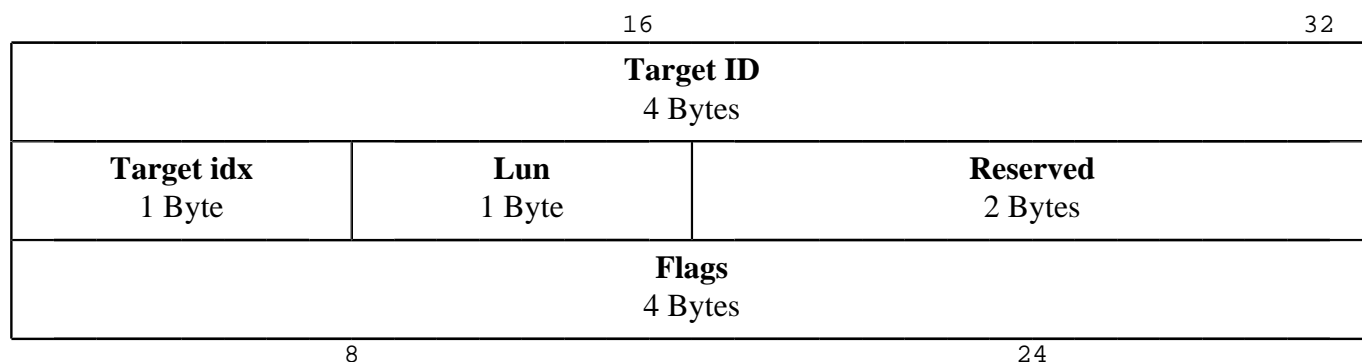 16 32
Target ID
4 Bytes
Target idx Lun Reserved
1 Byte 1 Byte 2 Bytes
Flags
4 Bytes
8 24